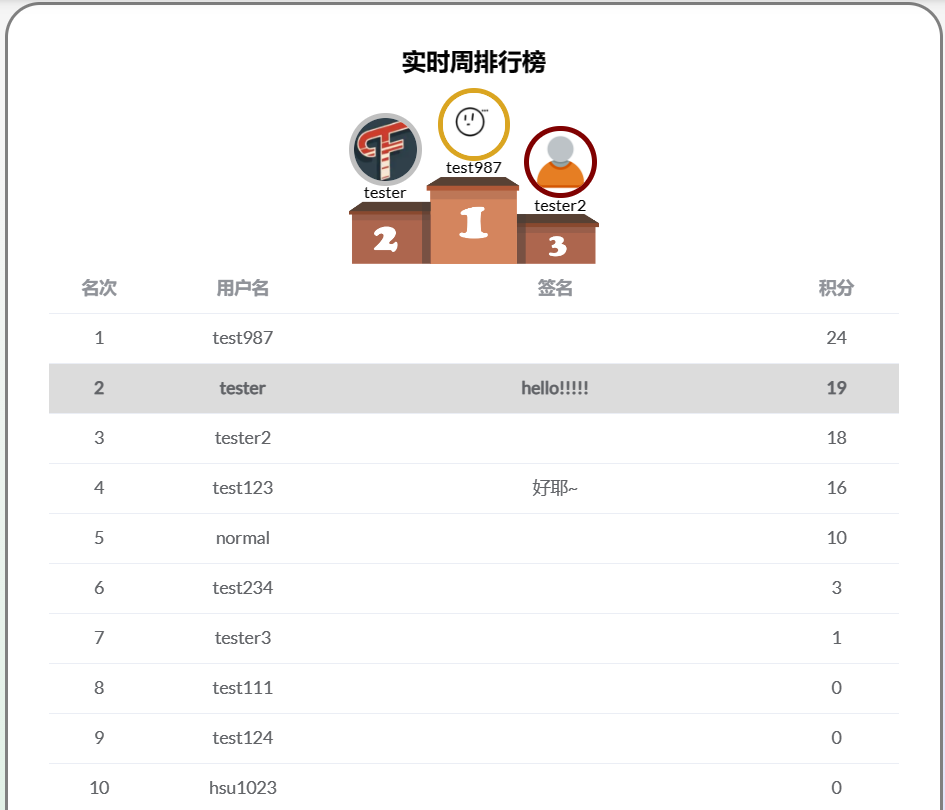 实时周排行榜
test987
tester
tester2
1
2
3
名次 用户名 签名 积分
1 test987 24
2 tester hello!!!!! 19
3 tester2 18
4 test123 好耶~ 16
5 normal 10
6 test234 3
7 tester3 1
8 test111 0
9 test124 0
10 hsu1023 0